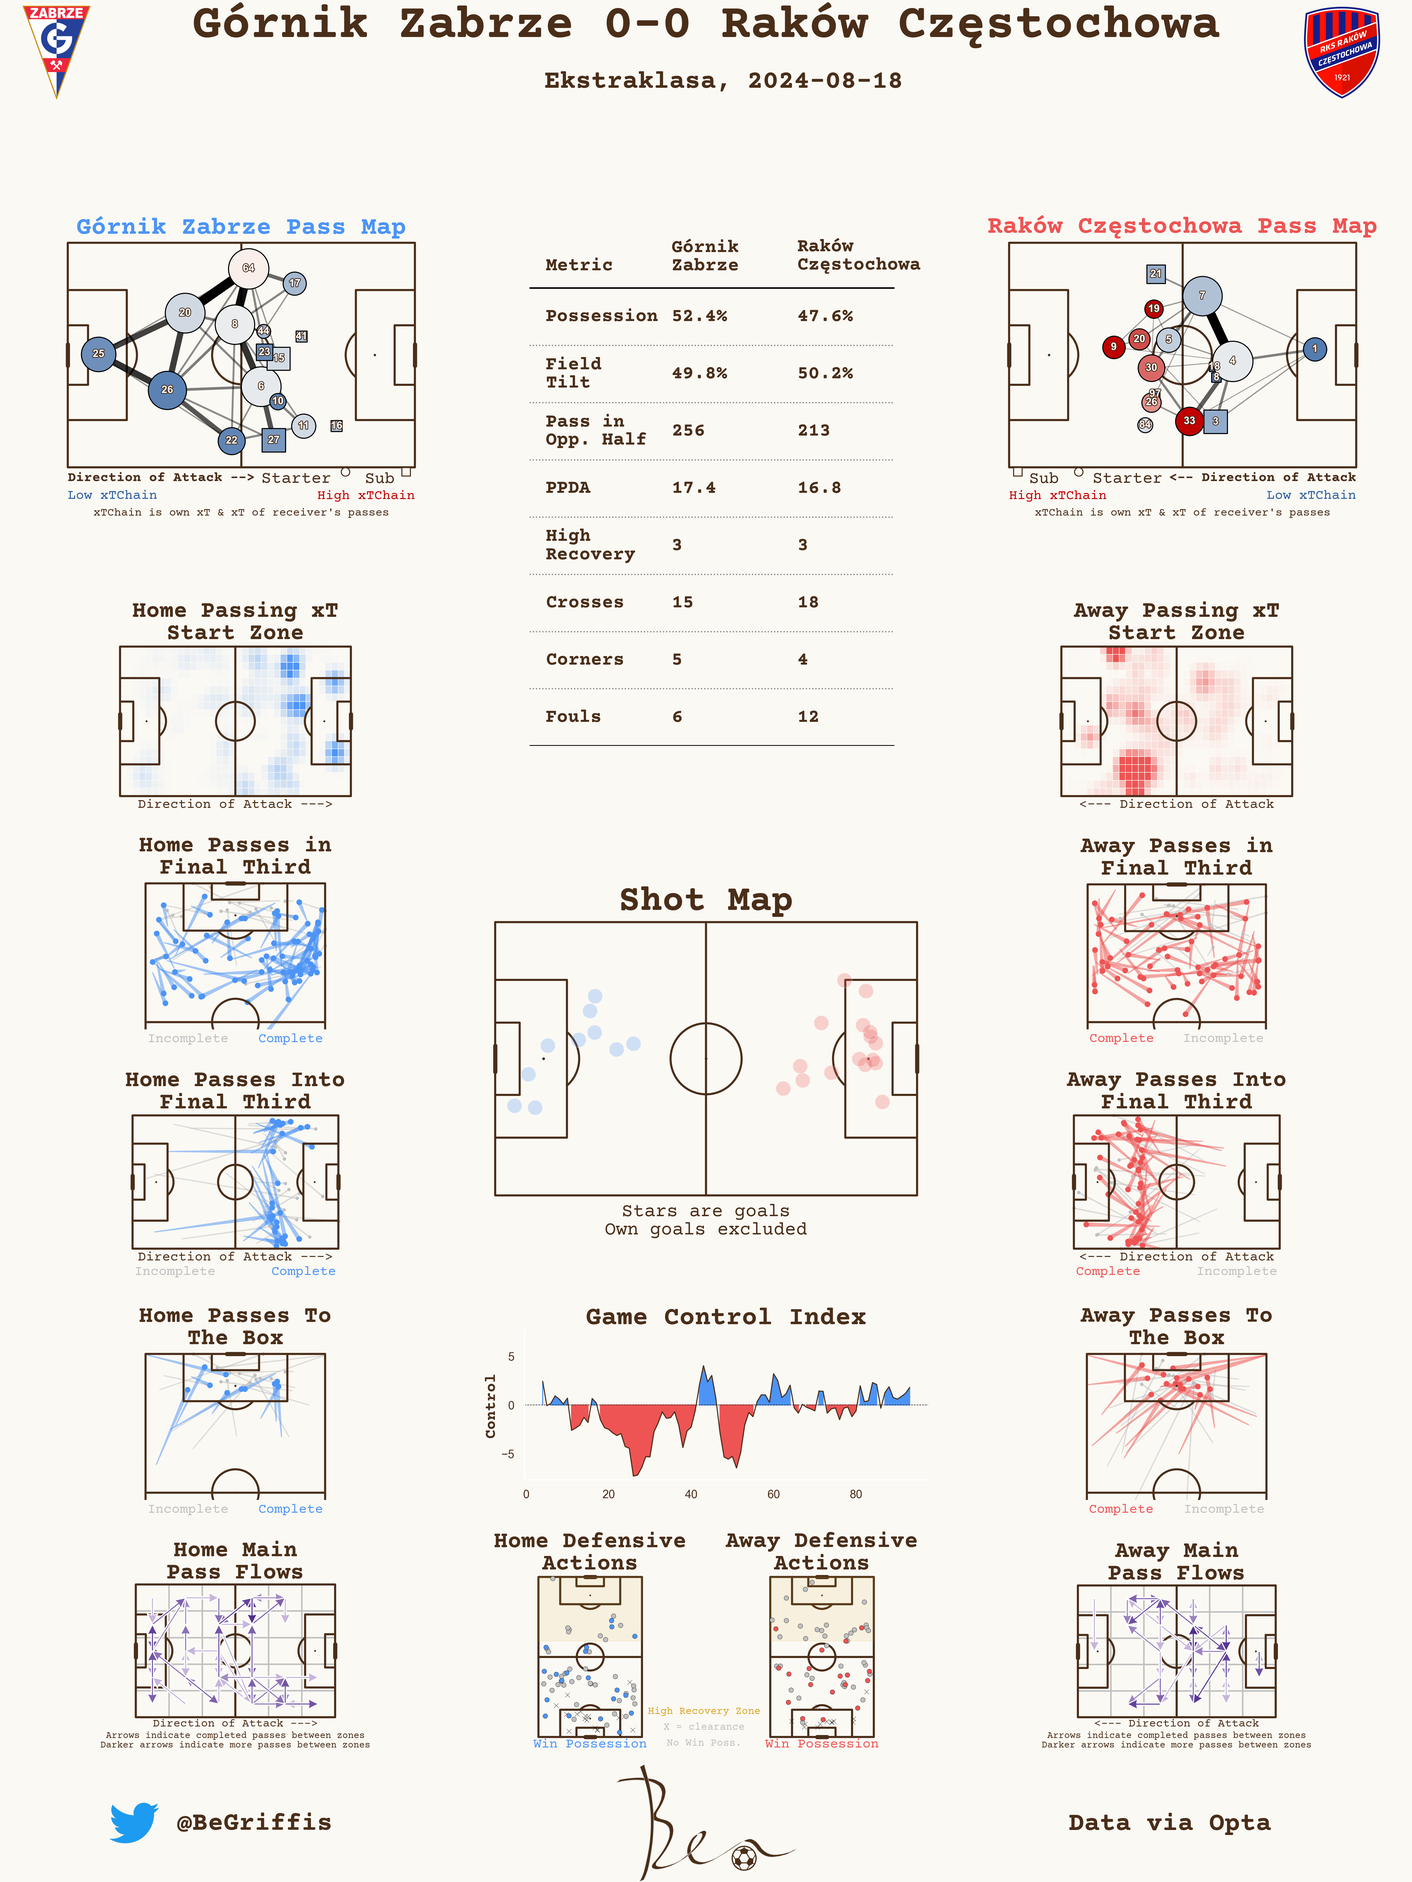 Górnik Zabrze 0-0 Raków Częstochowa
Ekstraklasa, 2024-08-18
ZABRZE
G
RKS RAKÓW
CZĘSTOCHOWA
1921
Górnik Zabrze Pass Map
64
17
20
8
44
41
23
15
25
26
6
10
11
16
22
27
Direction of Attack --> Starter Sub
Low xTChain High xTChain
xTChain is own xT & xT of receiver's passes
Metric Górnik Zabrze Raków Częstochowa
Possession 52.4% 47.6%
Field Tilt 49.8% 50.2%
Pass in Opp. Half 256 213
PPDA 17.4 16.8
High Recovery 3 3
Crosses 15 18
Corners 5 4
Fouls 6 12
Raków Częstochowa Pass Map
21
7
19
20
5
9
1
4
30
18
8
97
26
84
33
3
Sub Starter <-- Direction of Attack
High xTChain Low xTChain
xTChain is own xT & xT of receiver's passes
Home Passing xT
Start Zone
Direction of Attack --->
Away Passing xT
Start Zone
<--- Direction of Attack
Home Passes in
Final Third
Incomplete Complete
Away Passes in
Final Third
Complete Incomplete
Shot Map
Stars are goals
Own goals excluded
Home Passes Into
Final Third
Direction of Attack --->
Incomplete Complete
Away Passes Into
Final Third
<--- Direction of Attack
Complete Incomplete
Home Passes To
The Box
Incomplete Complete
Game Control Index
Control
5
0
−5
0 20 40 60 80
Away Passes To
The Box
Complete Incomplete
Home Main
Pass Flows
Direction of Attack --->
Arrows indicate completed passes between zones
Darker arrows indicate more passes between zones
Home Defensive
Actions
Win Possession
High Recovery Zone
X = clearance
No Win Poss.
Away Defensive
Actions
Win Possession
Away Main
Pass Flows
<--- Direction of Attack
Arrows indicate completed passes between zones
Darker arrows indicate more passes between zones
@BeGriffis
Ben
Data via Opta